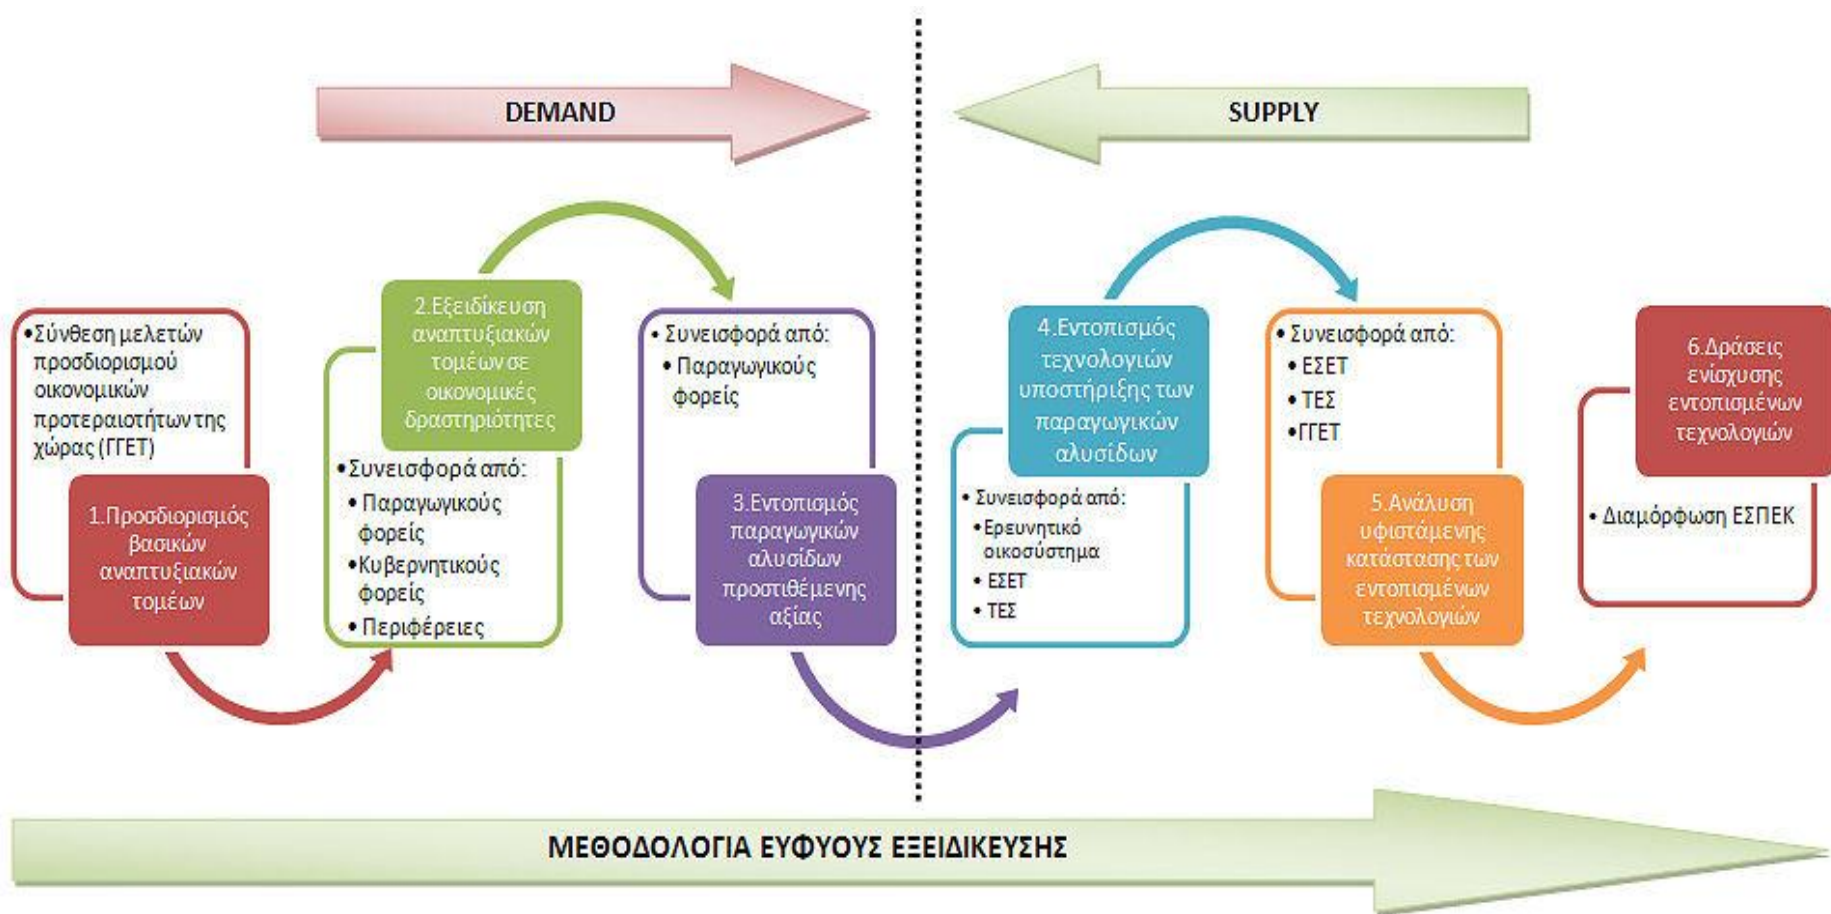 DEMAND
SUPPLY
•Σύνθεση μελετών
προσδιορισμού
οικονομικών
προτεραιοτήτων της
χώρας (ΓΓΕΤ)
1.Προσδιορισμός
βασικών
αναπτυξιακών
τομέων
2.Εξειδίκευση
αναπτυξιακών
τομέων σε
οικονομικές
δραστηριότητες
•Συνεισφορά από:
• Παραγωγικούς
φορείς
•Κυβερνητικούς
φορείς
• Περιφέρειες
• Συνεισφορά από:
• Παραγωγικούς
φορείς
3.Εντοπισμός
παραγωγικών
αλυσίδων
προστιθέμενης
αξίας
4.Εντοπισμός
τεχνολογιών
υποστήριξης των
παραγωγικών
αλυσίδων
• Συνεισφορά από:
•Ερευνητικό
οικοσύστημα
• ΕΣΕΤ
• ΤΕΣ
• Συνεισφορά από:
• ΕΣΕΤ
• ΤΕΣ
•ΓΓΕΤ
5.Ανάλυση
υφιστάμενης
κατάστασης των
εντοπισμένων
τεχνολογιών
6.Δράσεις
ενίσχυσης
εντοπισμένων
τεχνολογιών
• Διαμόρφωση ΕΣΠΕΚ
ΜΕΘΟΔΟΛΟΓΙΑ ΕΥΦΥΟΥΣ ΕΞΕΙΔΙΚΕΥΣΗΣ